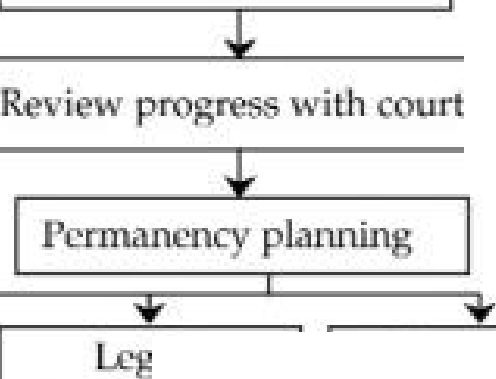 Review progress with court
Permanency planning
Leg